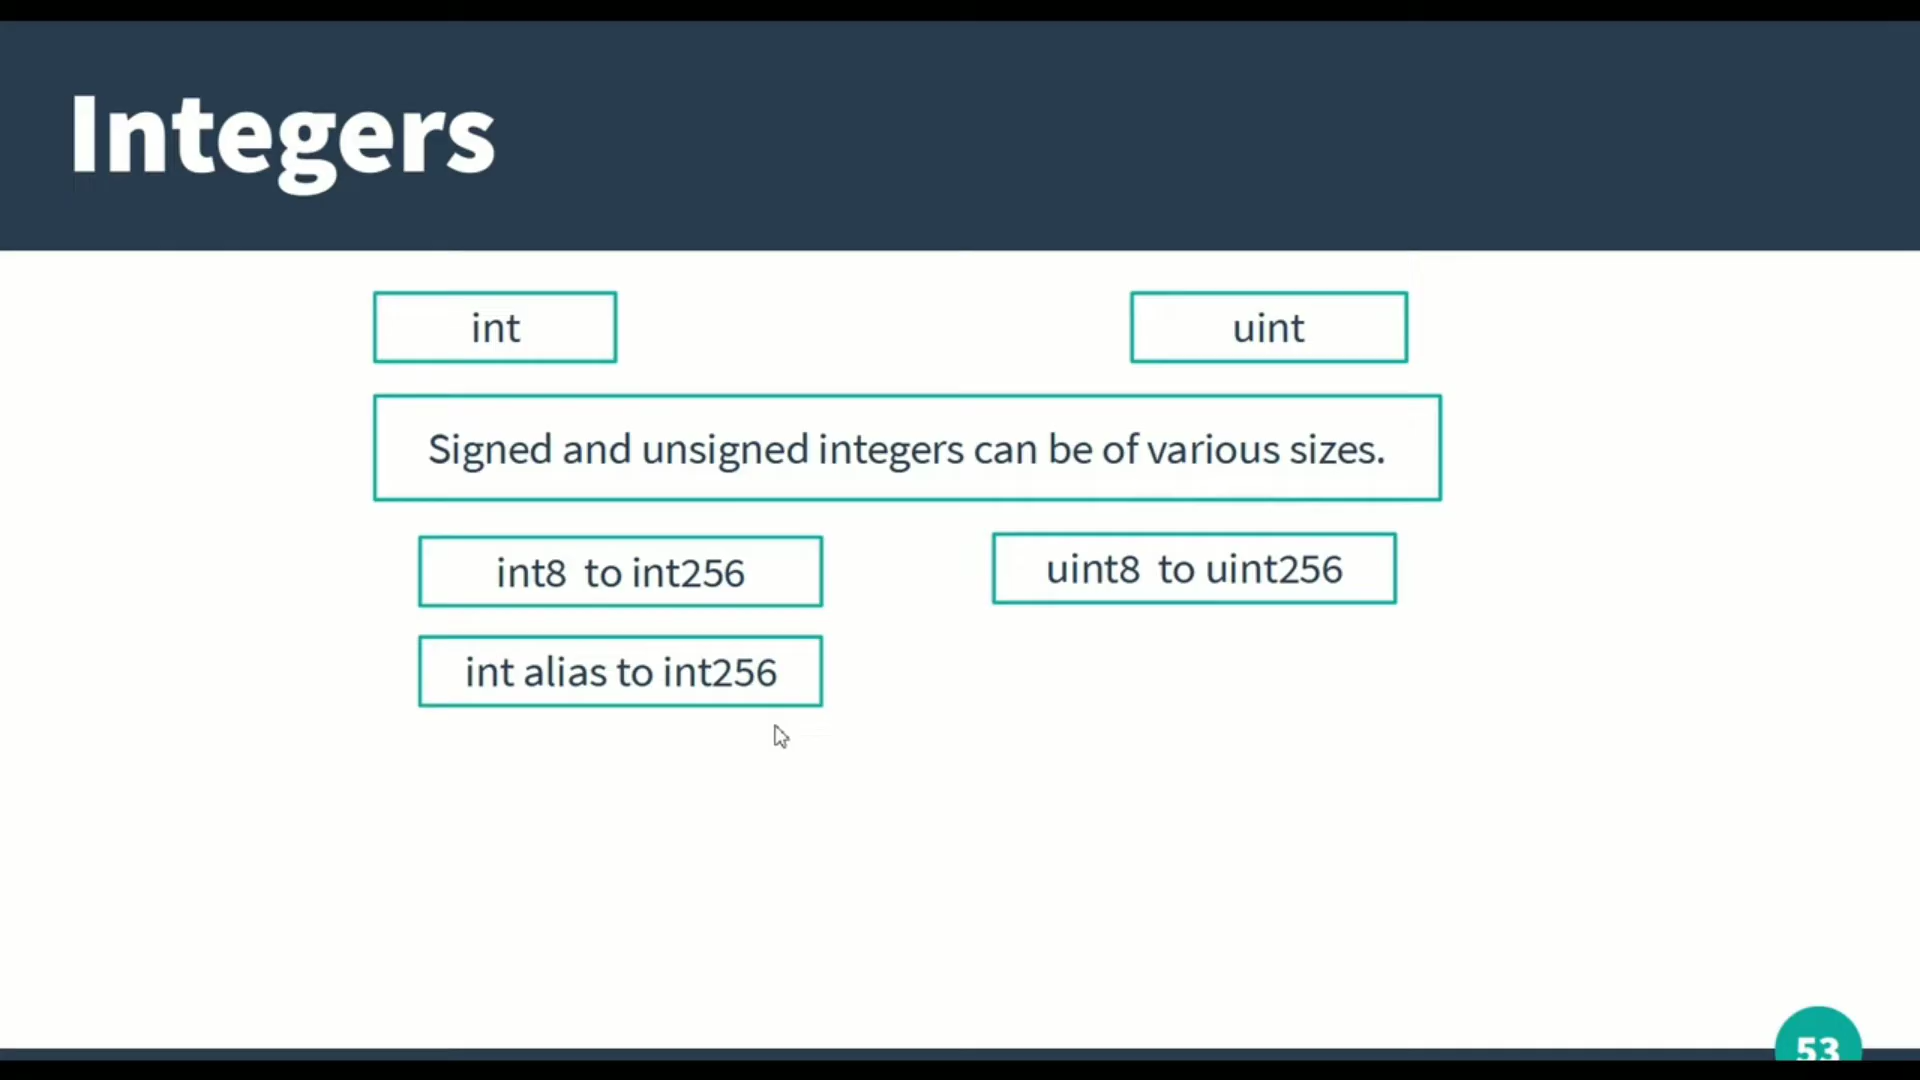 Integers
int
uint
Signed and unsigned integers can be of various sizes.
int8 to int256
uint8 to uint256
int alias to int256
53